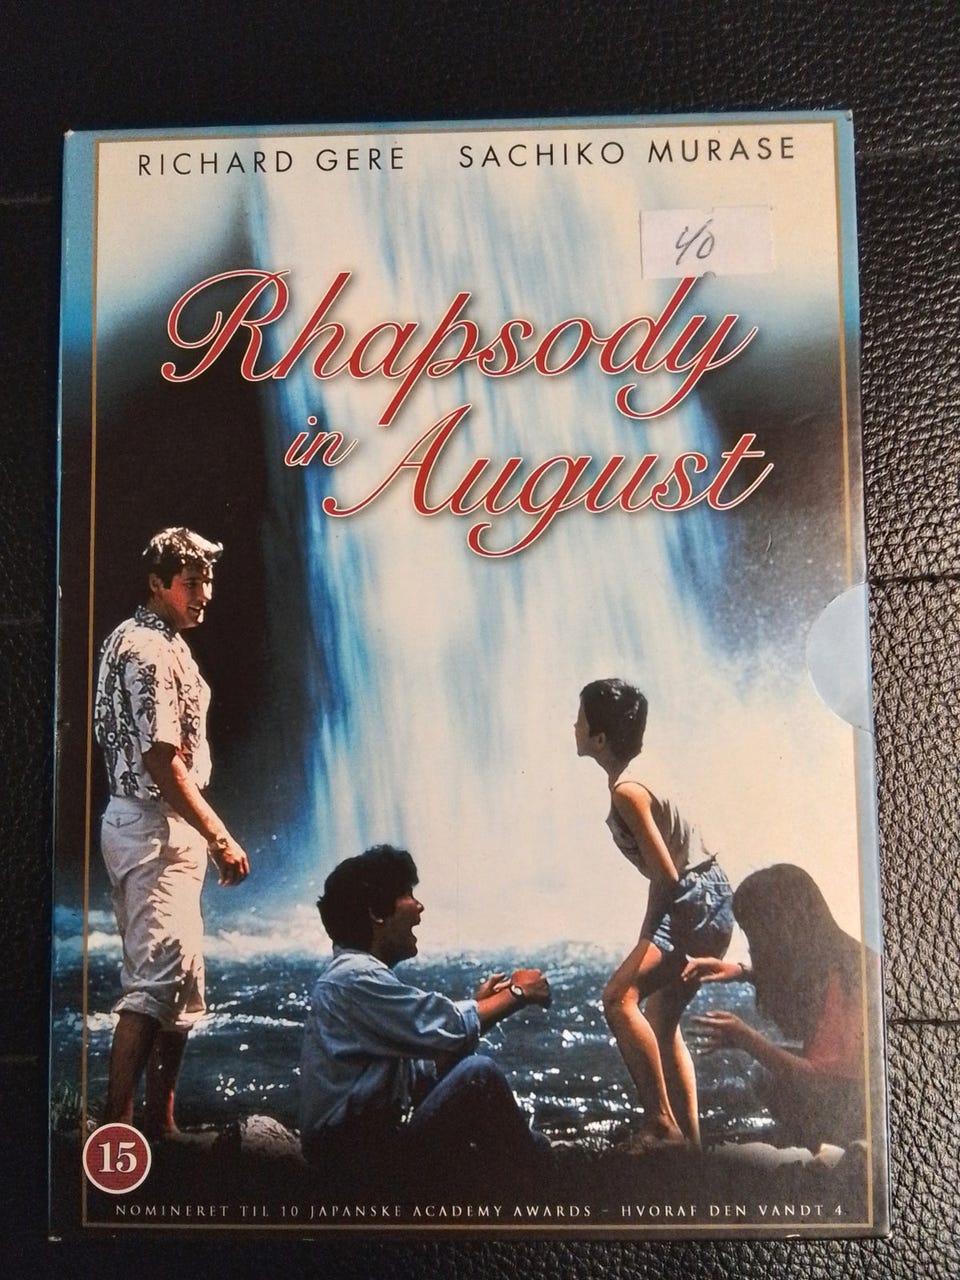 RICHARD GERE SACHIKO MURASE
40
Rhapsody
in August
15
NOMINERET TIL 10 JAPANSKE ACADEMY AWARDS - HVORAF DEN VANDT 4